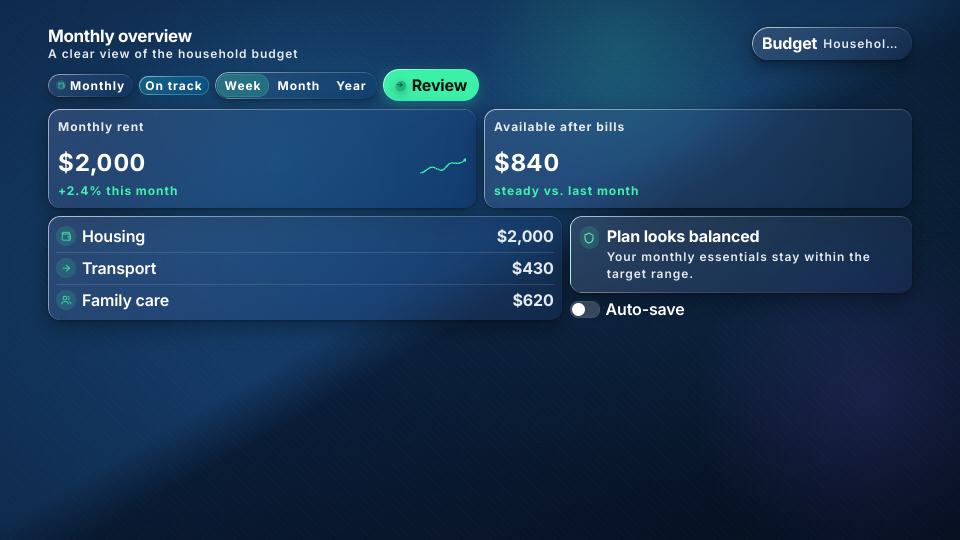 Monthly overview
A clear view of the household budget
Budget Househol...
Monthly
On track
Week Month Year
Review
Monthly rent
$2,000
+2.4% this month
Available after bills
$840
steady vs. last month
Housing $2,000
Transport $430
Family care $620
Plan looks balanced
Your monthly essentials stay within the
target range.
Auto-save